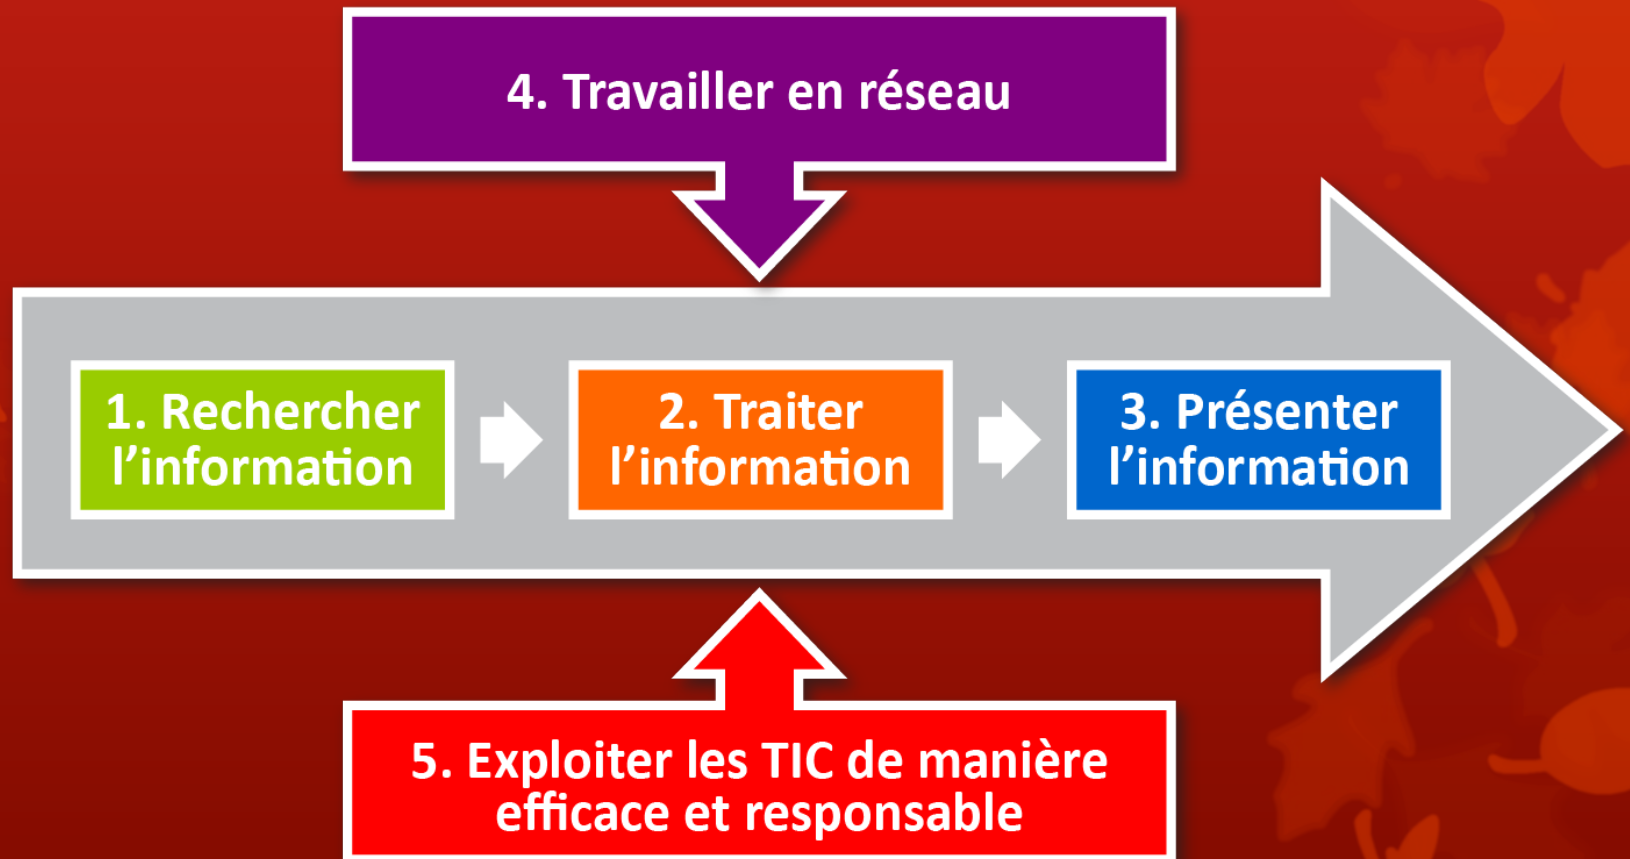 4. Travailler en réseau
1. Rechercher
l’information
2. Traiter
l’information
3. Présenter
l’information
5. Exploiter les TIC de manière
efficace et responsable